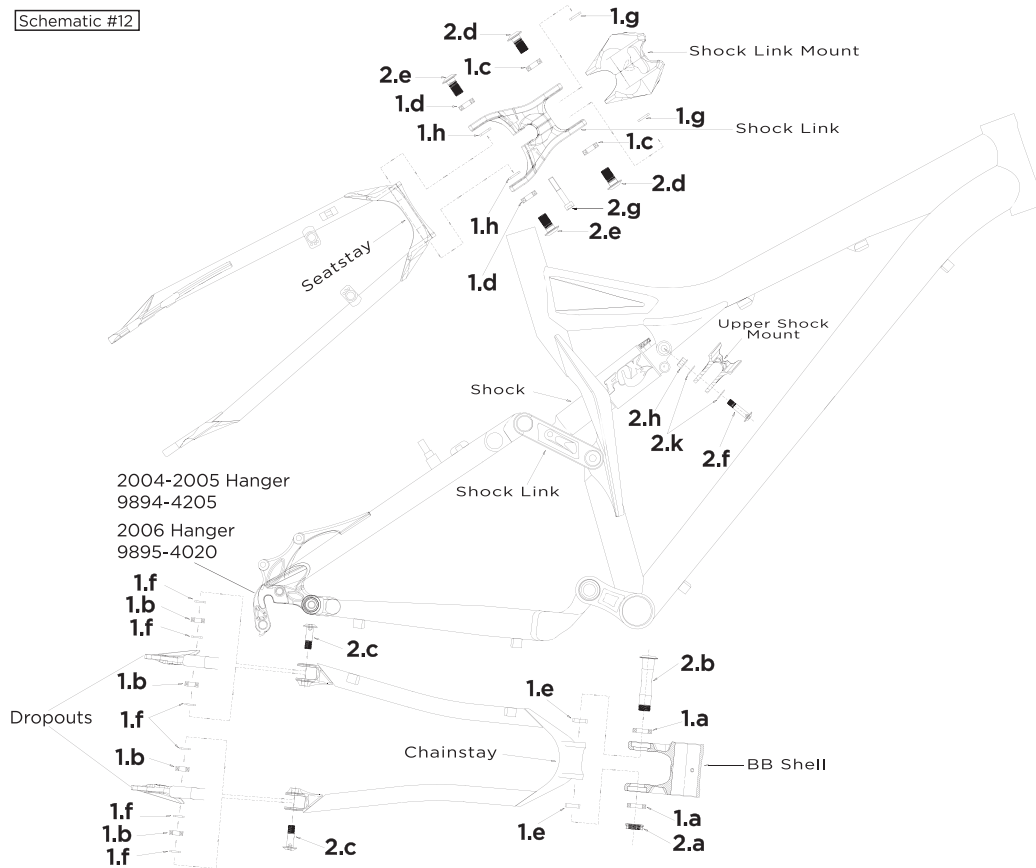 Schematic #12
1.g
2.d
Shock Link Mount
1.c
2.e
1.d
1.g
1.h
Shock Link
1.c
2.d
2.g
1.h
2.e
1.d
Seatstay
Upper Shock
Mount
Shock
2.h
2.k
2.f
Shock Link
2004-2005 Hanger
9894-4205
2006 Hanger
9895-4020
1.f
1.b
1.f
2.c
2.b
1.b
1.e
1.a
Dropouts
1.f
Chainstay
BB Shell
1.b
1.f
1.e
1.a
1.b
2.a
2.c
1.f